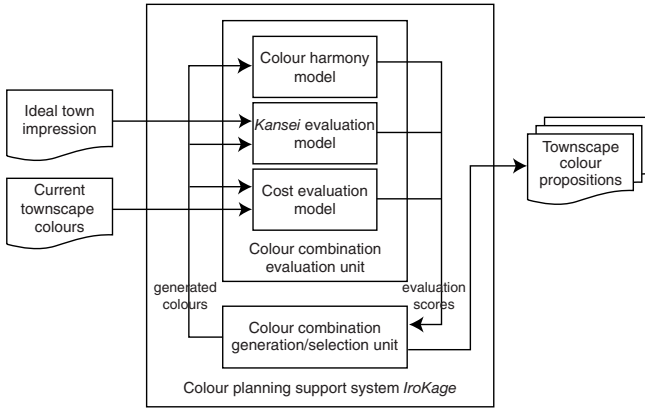 Colour harmony
model
Ideal town
impression
Kansei evaluation
model
Townscape
colour
propositions
Current
townscape
colours
Cost evaluation
model
Colour combination
evaluation unit
generated
colours
evaluation
scores
Colour combination
generation/selection unit
Colour planning support system IroKage